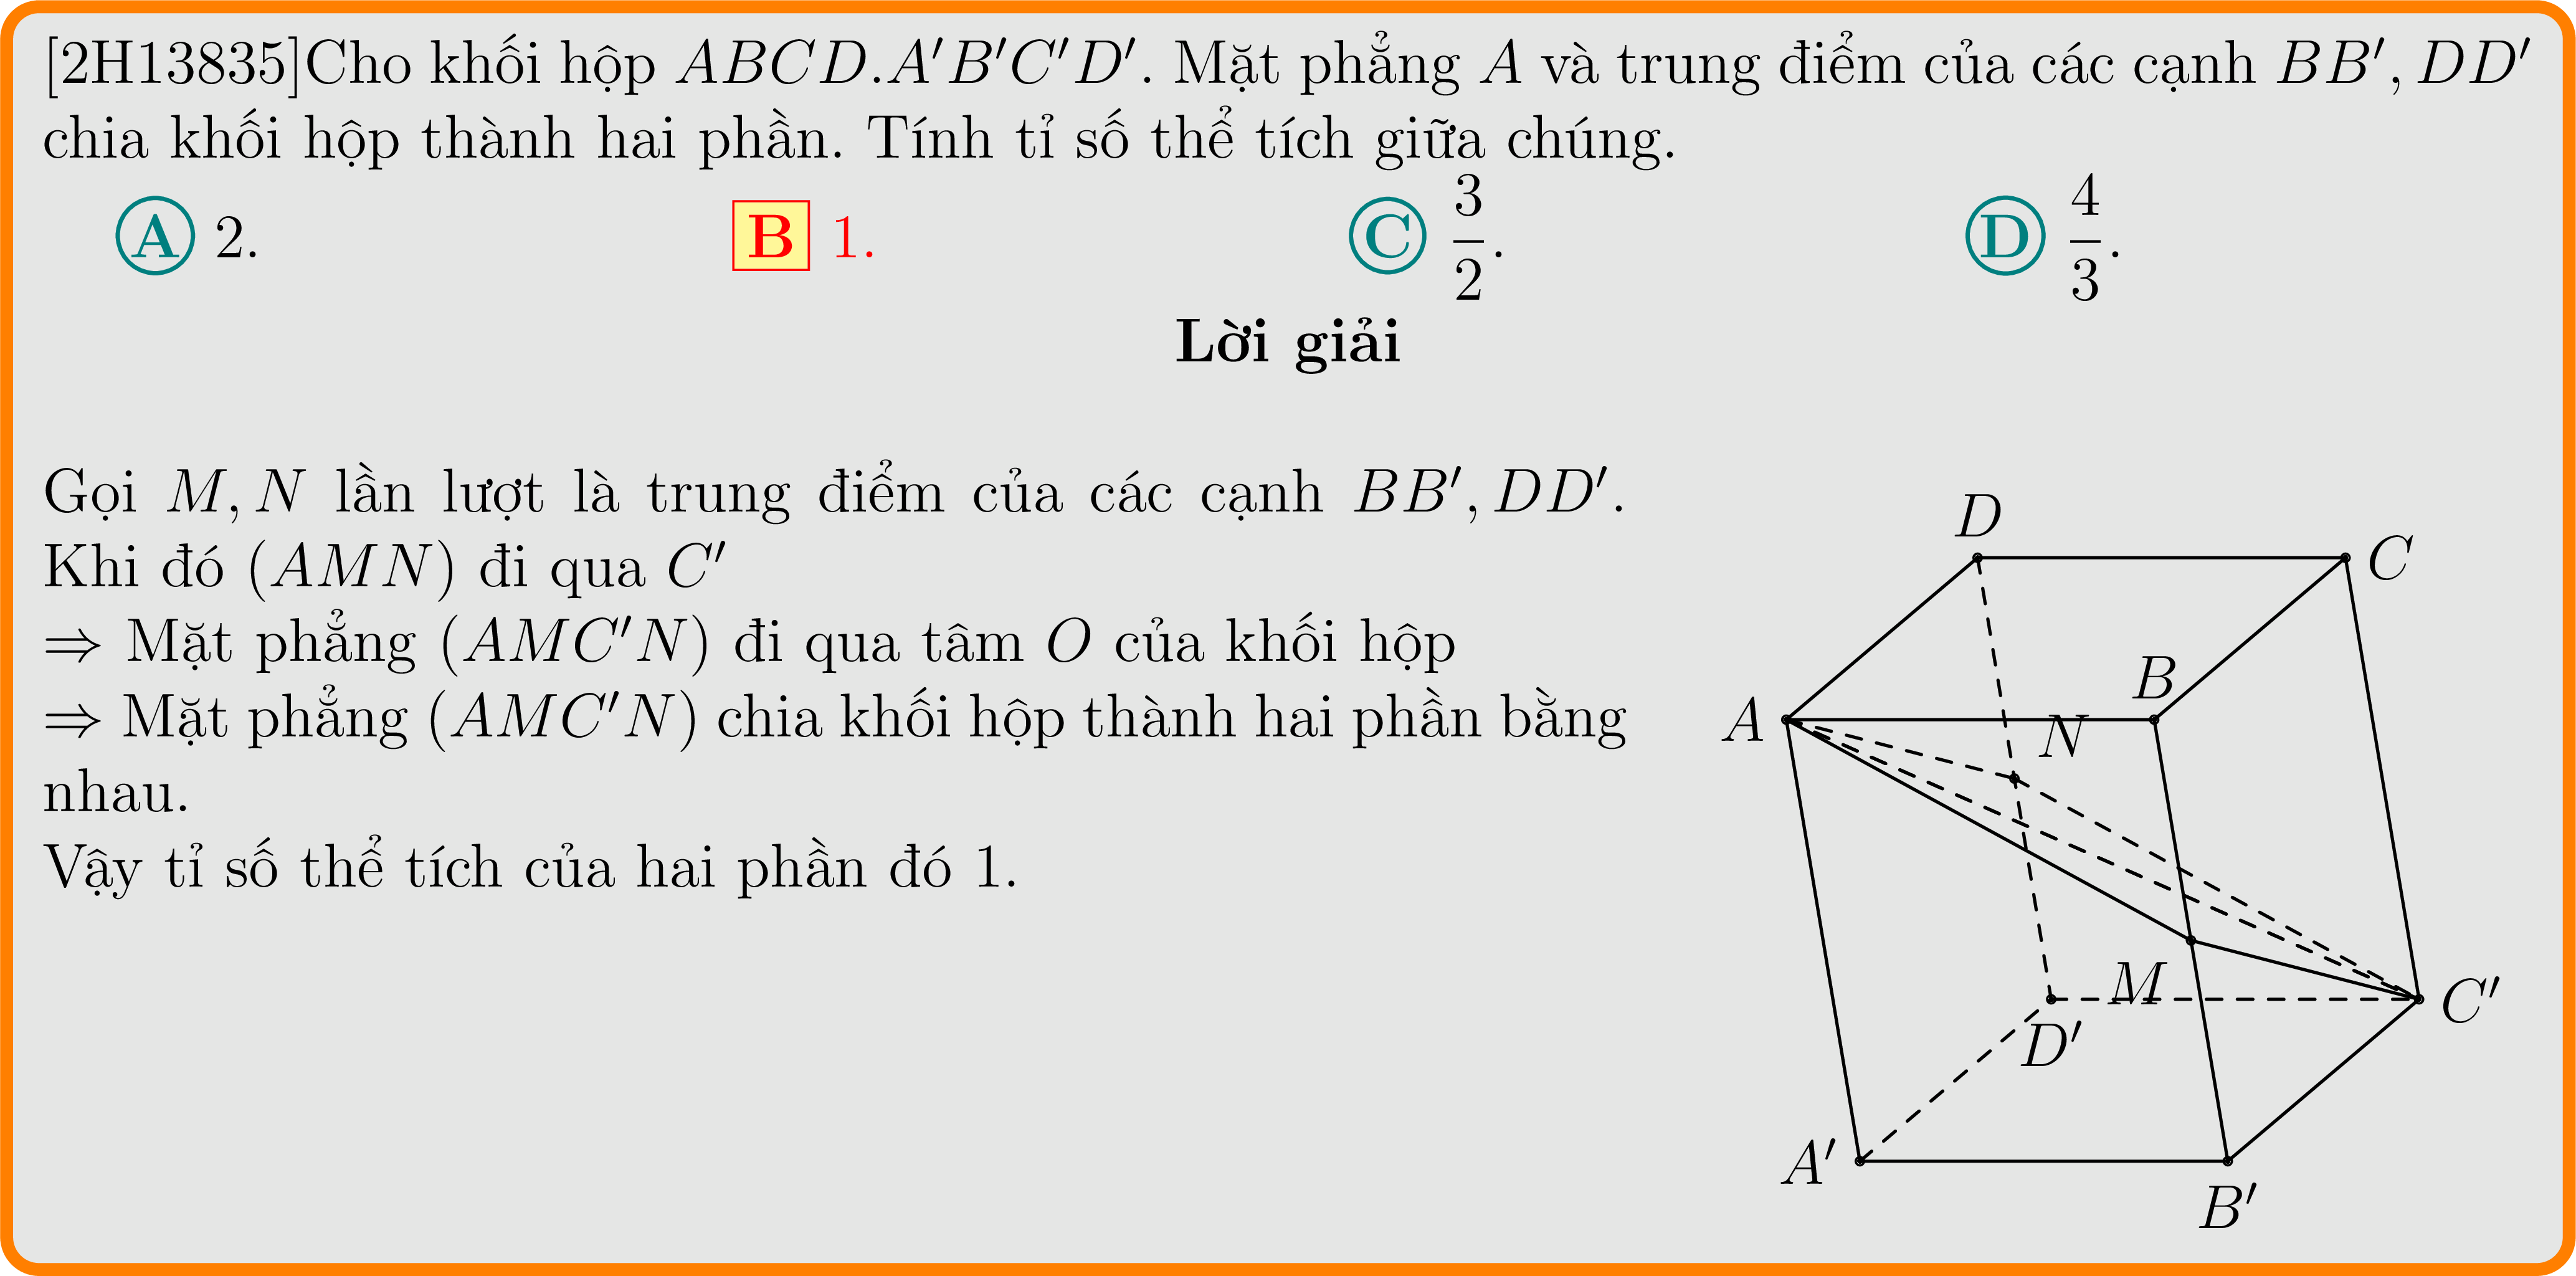 [2H13835]Cho khối hộp ABCD.A′B′C′D′. Mặt phẳng A và trung điểm của các cạnh BB′, DD′
chia khối hộp thành hai phần. Tính tỉ số thể tích giữa chúng.
A 2. B 1. C 3/2. D 4/3.
Lời giải
Gọi M, N lần lượt là trung điểm của các cạnh BB′, DD′.
Khi đó (AMN) đi qua C′
⇒ Mặt phẳng (AMC′N) đi qua tâm O của khối hộp
⇒ Mặt phẳng (AMC′N) chia khối hộp thành hai phần bằng
nhau.
Vậy tỉ số thể tích của hai phần đó 1.
D
C
B
A
N
M
C′
D′
A′
B′